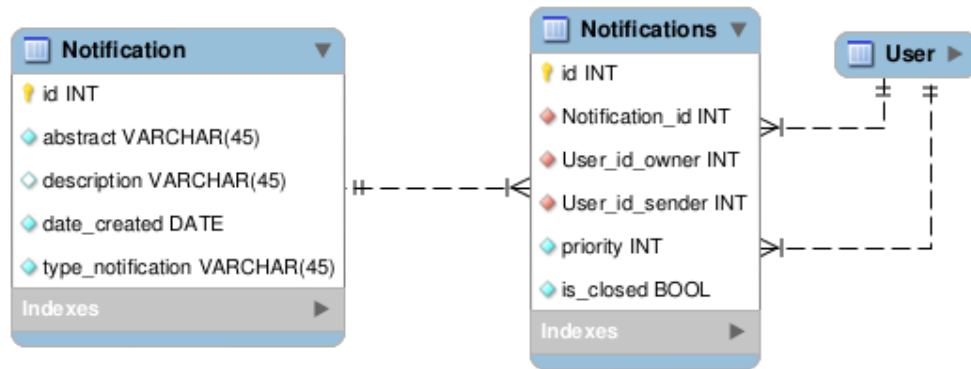 Notification
id INT
abstract VARCHAR(45)
description VARCHAR(45)
date_created DATE
type_notification VARCHAR(45)
Indexes
Notifications
id INT
Notification_id INT
User_id_owner INT
User_id_sender INT
priority INT
is_closed BOOL
Indexes
User